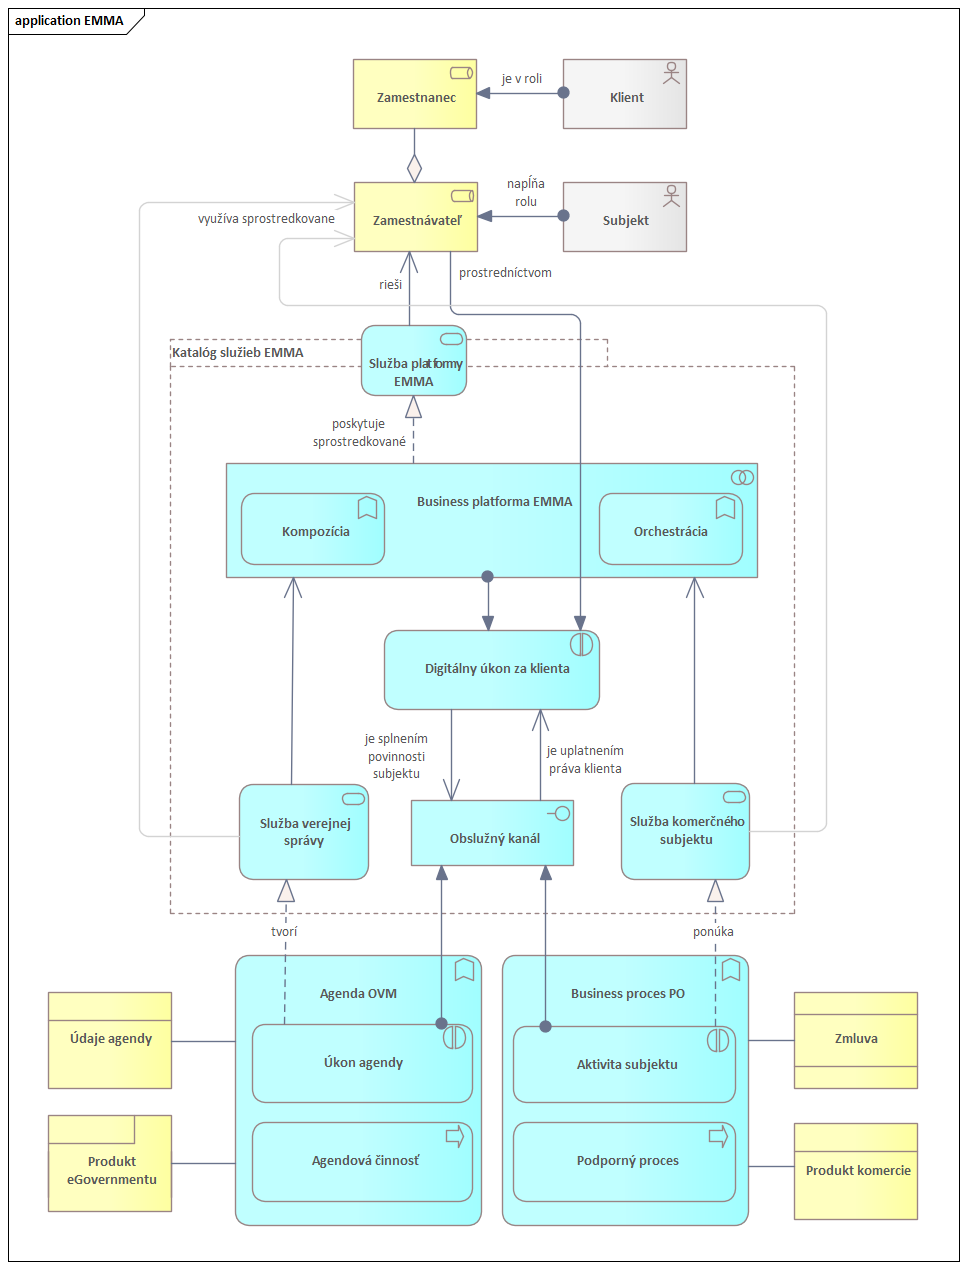 application EMMA
Zamestnanec
je v roli
Klient
Zamestnávateľ
napĺňa
rolu
Subjekt
využíva sprostredkovane
rieši
prostredníctvom
Katalóg služieb EMMA
Služba platformy
EMMA
poskytuje
sprostredkované
Business platforma EMMA
Kompozícia
Orchestrácia
Digitálny úkon za klienta
je splnením
povinnosti
subjektu
je uplatnením
práva klienta
Služba verejnej
správy
Obslužný kanál
Služba komerčného
subjektu
tvorí
ponúka
Agenda OVM
Business proces PO
Údaje agendy
Úkon agendy
Aktivita subjektu
Zmluva
Produkt
eGovernmentu
Agendová činnosť
Podporný proces
Produkt komercie